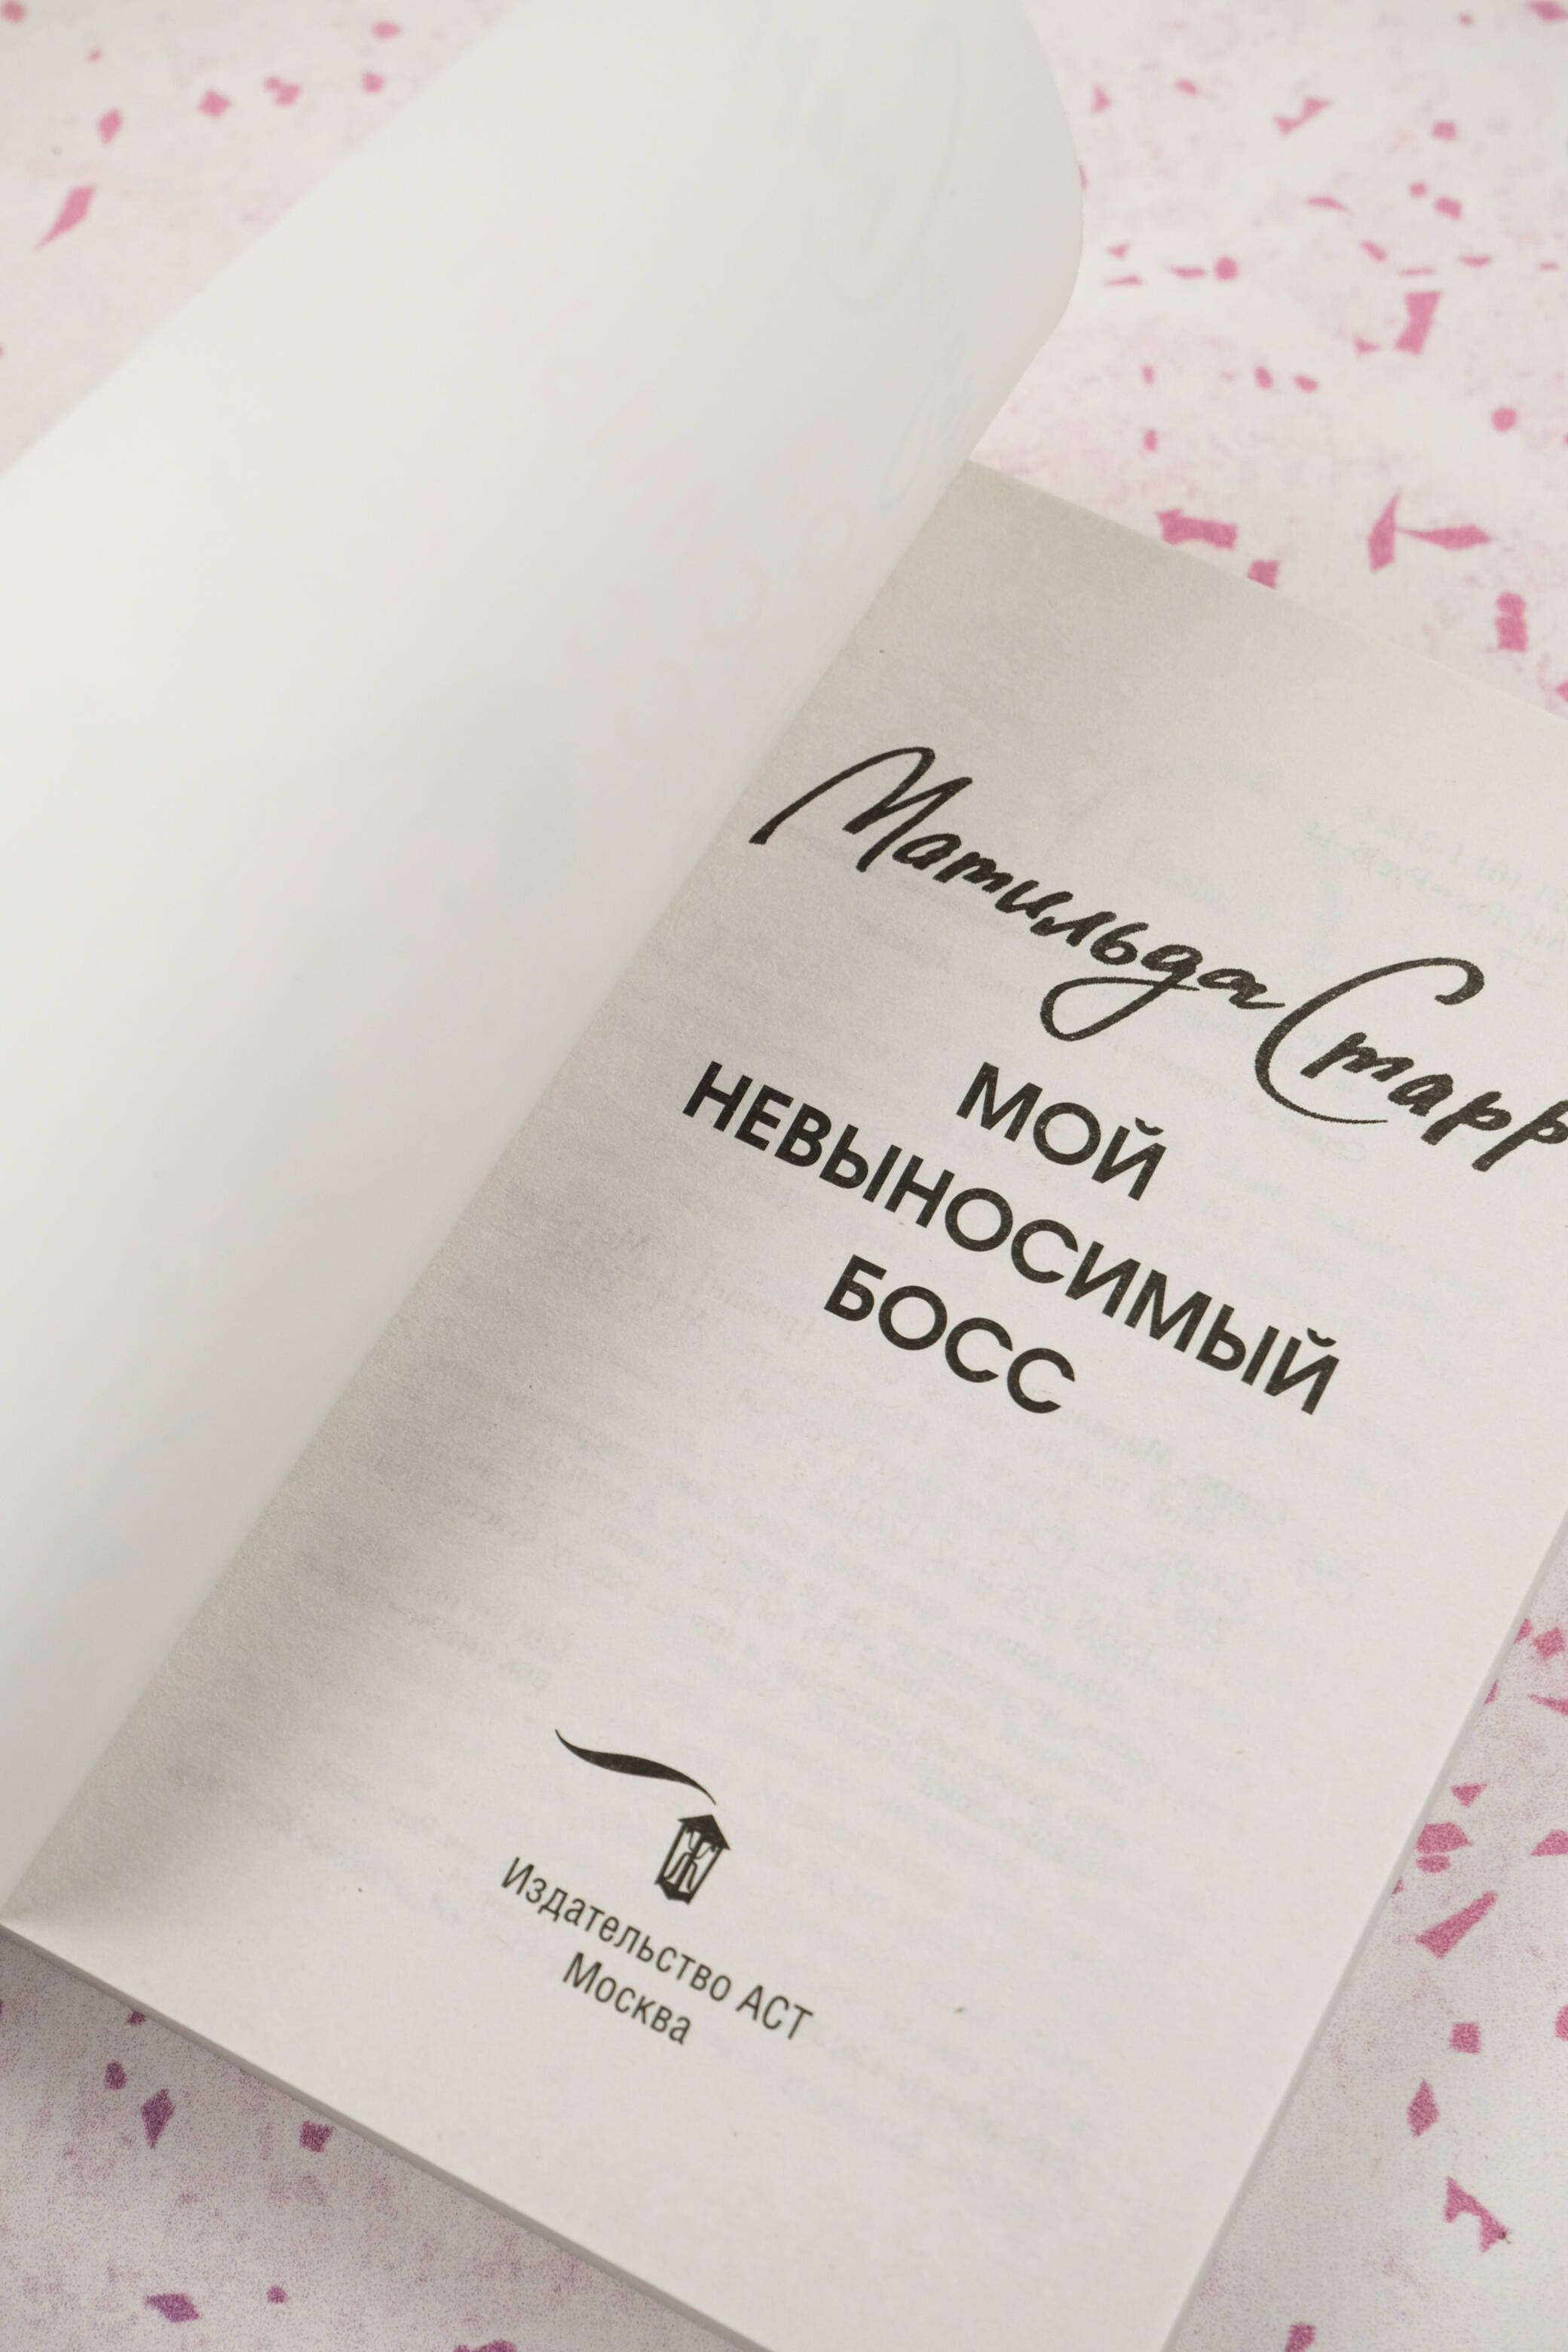 Матильда Старр
МОЙ
НЕВЫНОСИМЫЙ
БОСС
Ж
Издательство АСТ
Москва